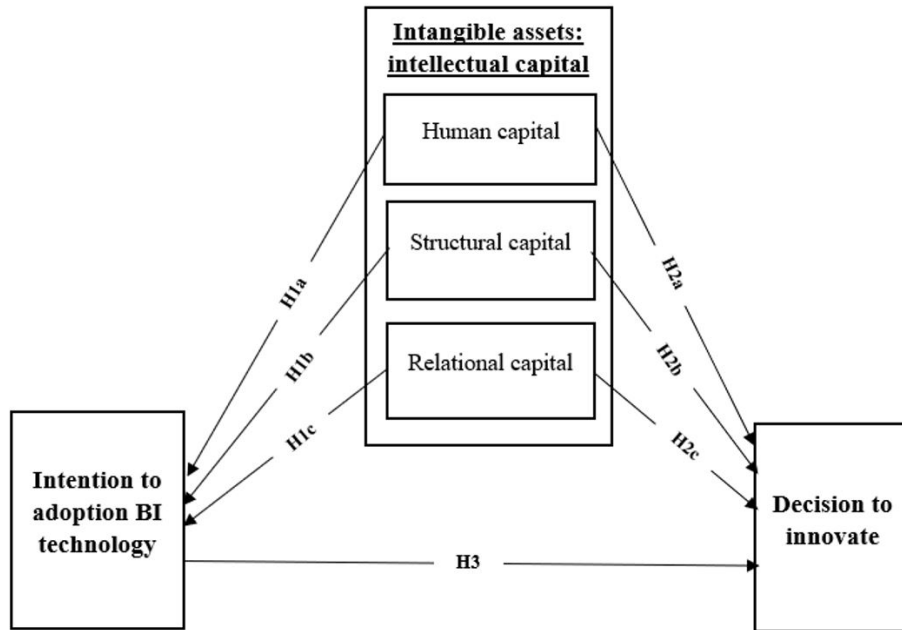 Intangible assets:
intellectual capital
Human capital
Structural capital
Relational capital
H1a
H1b
H1c
H2a
H2b
H2c
Intention to
adoption BI
technology
Decision to
innovate
H3